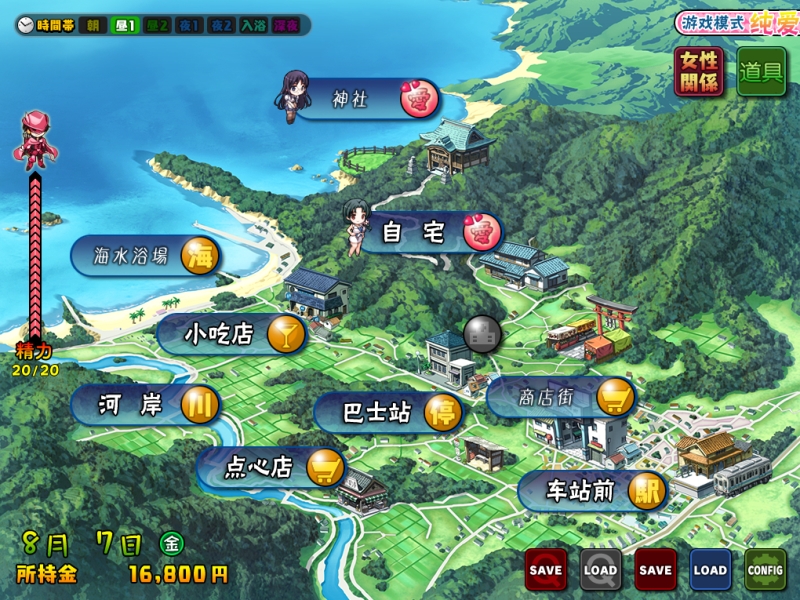 時間帯 朝 昼1 昼2 夜1 夜2 入浴 深夜
游戏模式 纯爱
女性
関係
道具
神社 愛
自宅 愛
海水浴場 海
小吃店
精力
20/20
河岸 川
巴士站 停
商店街
点心店
车站前 駅
8月 7日 金
所持金 16,800円
SAVE LOAD SAVE LOAD CONFIG